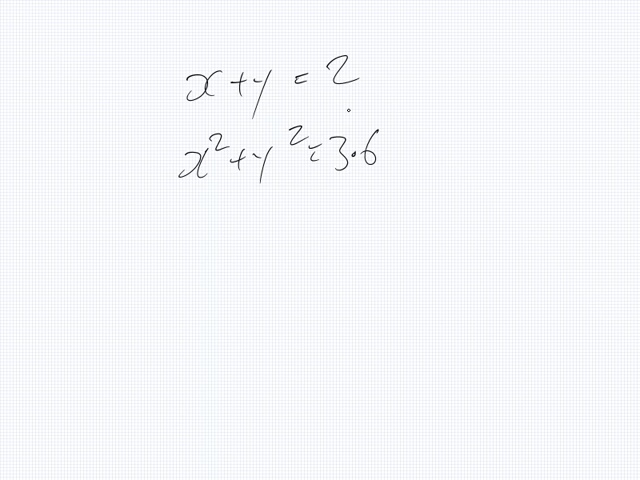 x + y = 2
x² + y² = 3.6